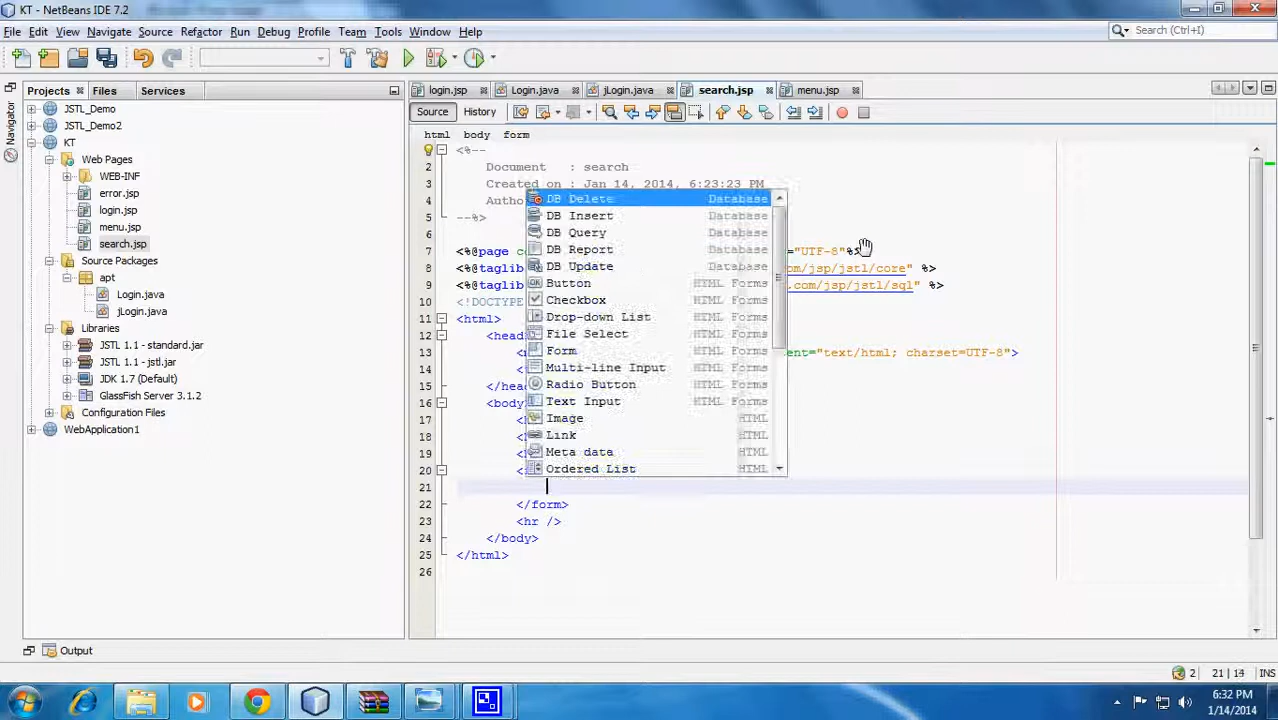 KT - NetBeans IDE 7.2
File Edit View Navigate Source Refactor Run Debug Profile Team Tools Window Help
Search (Ctrl+I)
Projects Files Services
login.jsp Login.java jLogin.java search.jsp menu.jsp
Source History
html body form
Navigator
JSTL_Demo
JSTL_Demo2
KT
Web Pages
WEB-INF
error.jsp
login.jsp
menu.jsp
search.jsp
Source Packages
apt
Login.java
jLogin.java
Libraries
JSTL 1.1 - standard.jar
JSTL 1.1 - jstl.jar
JDK 1.7 (Default)
GlassFish Server 3.1.2
Configuration Files
WebApplication1
<%--
2 Document : search
3 Created on : Jan 14, 2014, 6:23:23 PM
4 Autho
5 --%>
6
7 <%@page c ="UTF-8"%>
8 <%@taglib om/jsp/jstl/core" %>
9 <%@taglib .com/jsp/jstl/sql" %>
10 <!DOCTYPE
11 <html>
12 <head
13 ent="text/html; charset=UTF-8">
14
15 </hea
16 <body
17 <h
18 <h
19 <h
20
21
22 </form>
23 <hr />
24 </body>
25 </html>
26
DB Delete Database
DB Insert Database
DB Query Database
DB Report Database
DB Update Database
Button HTML Forms
Checkbox HTML Forms
Drop-down List HTML Forms
File Select HTML Forms
Form HTML Forms
Multi-line Input HTML Forms
Radio Button HTML Forms
Text Input HTML Forms
Image HTML
Link HTML
Meta data HTML
Ordered List HTML
Output
2 21 | 14 INS
6:32 PM
1/14/2014